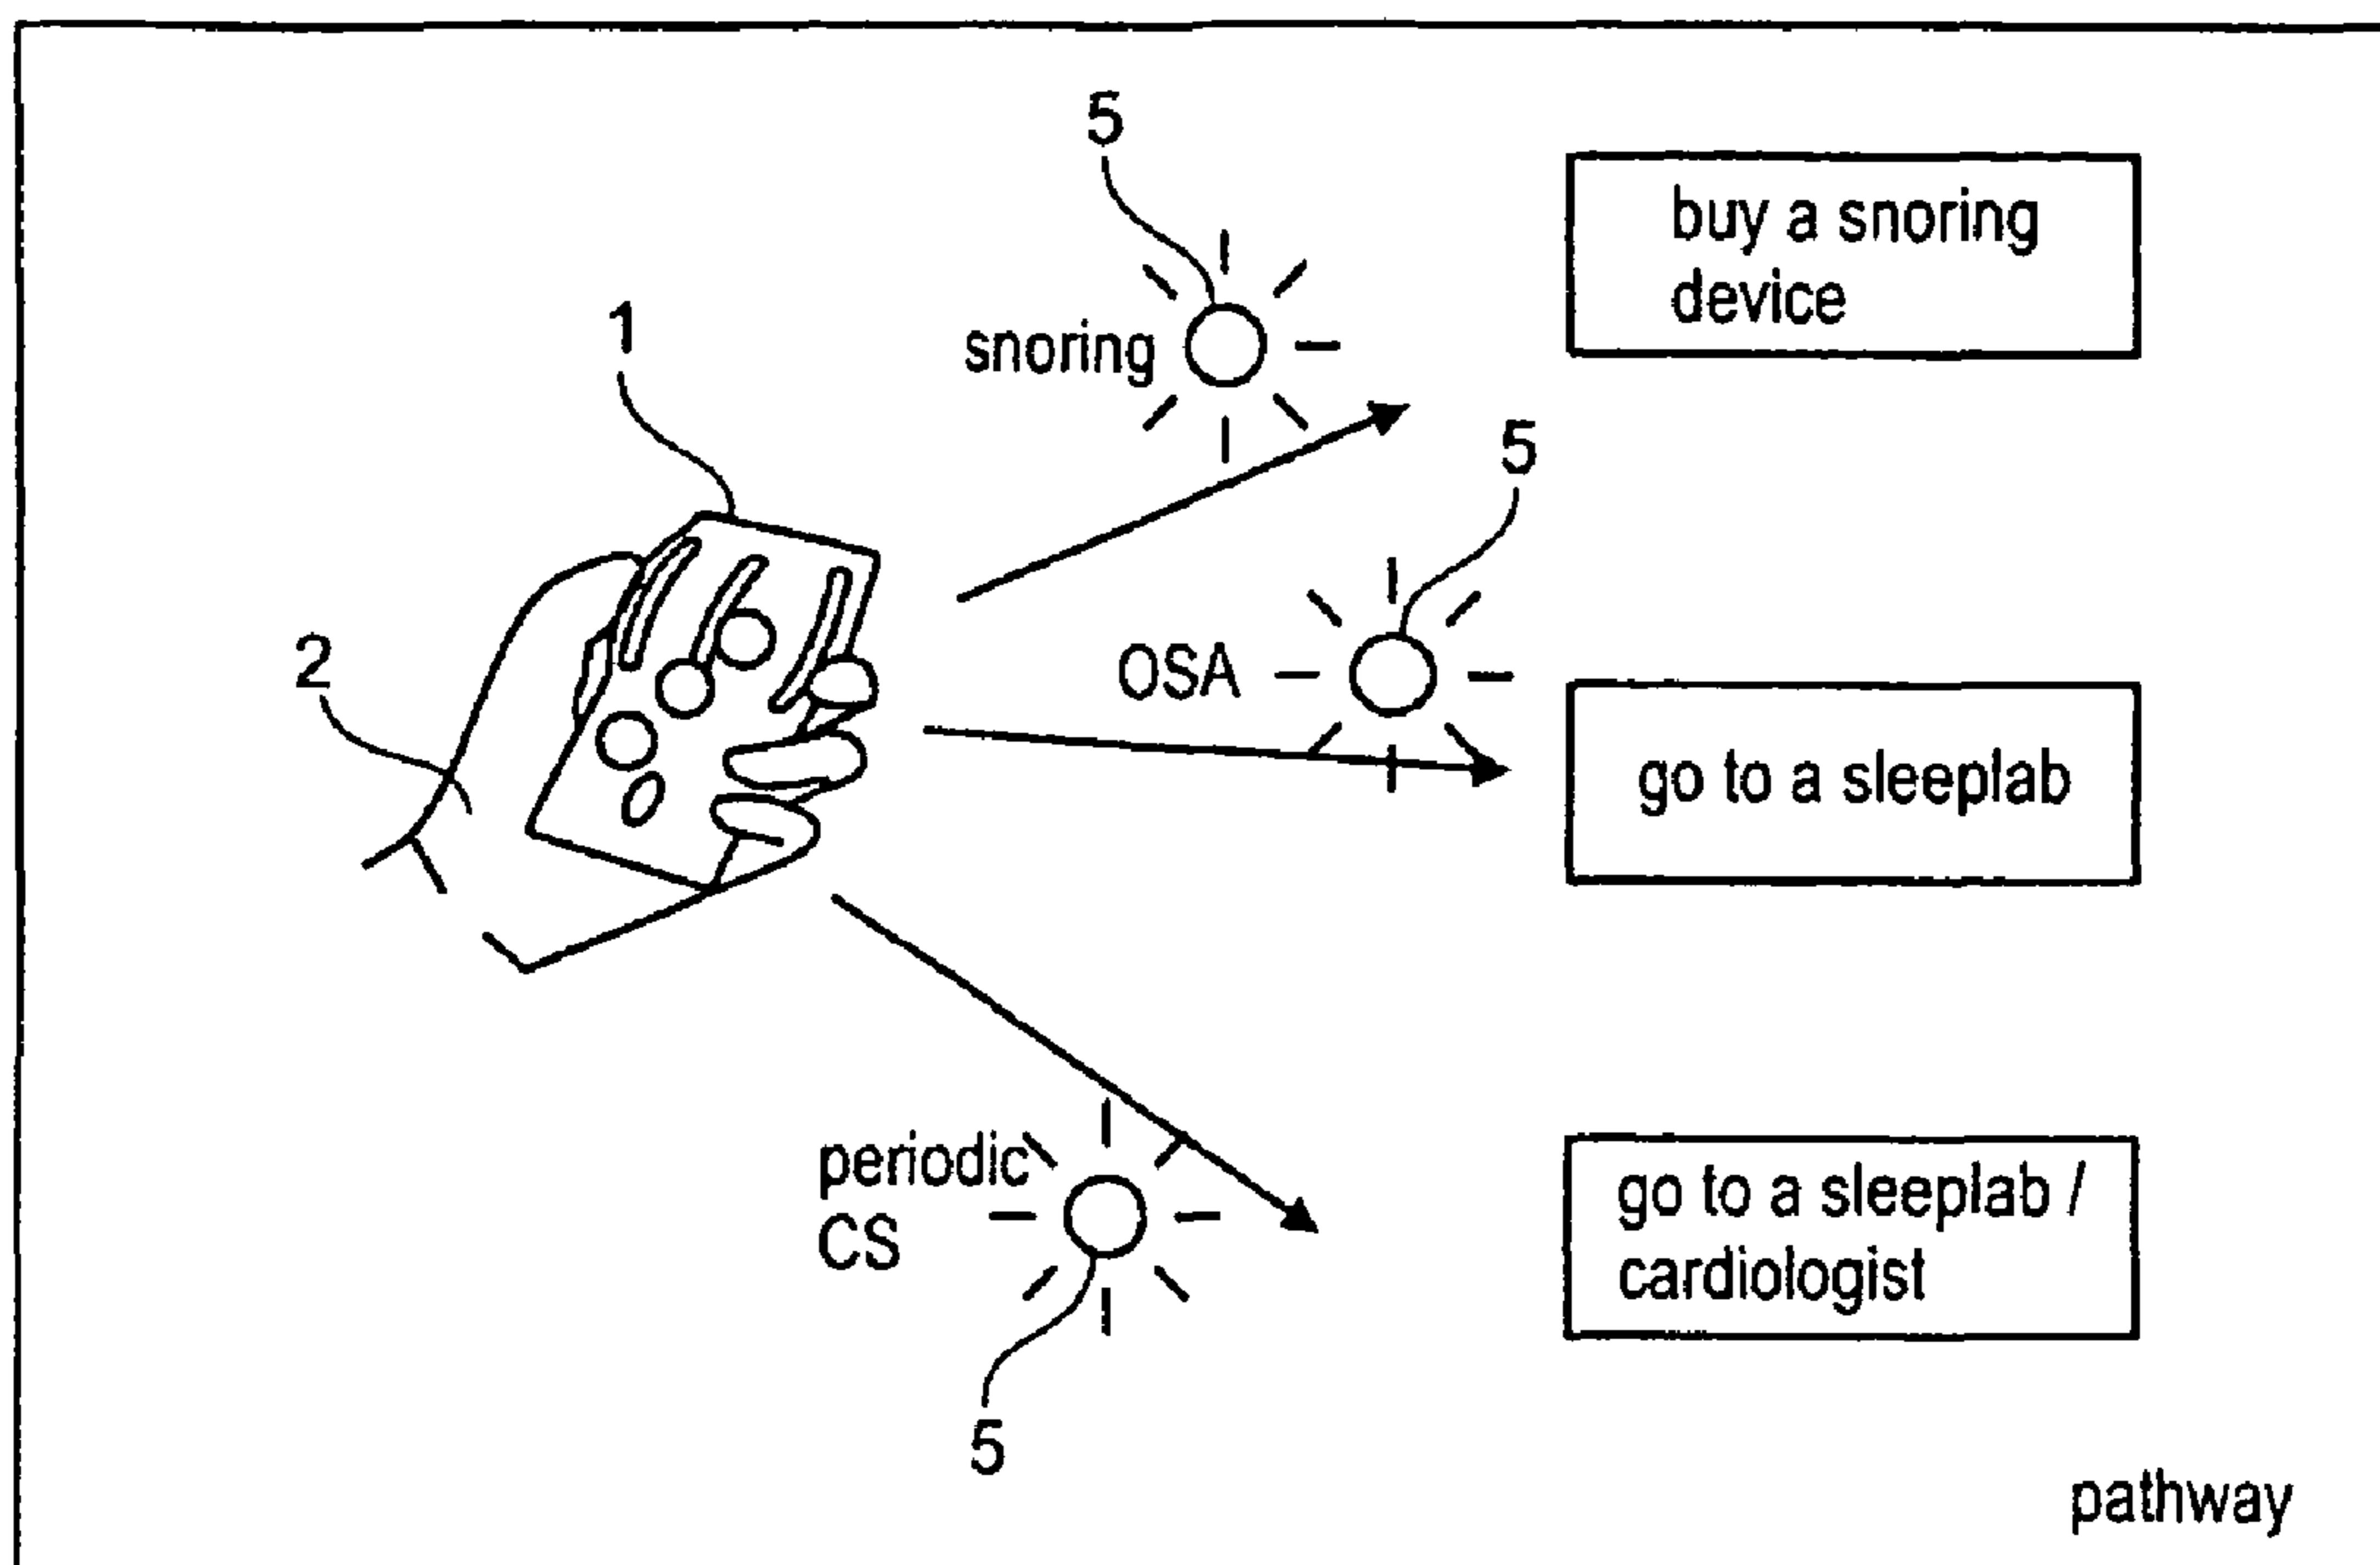 5
buy a snoring
device
1
snoring
5
2
OSA
go to a sleeplab
periodic
CS
go to a sleeplab /
cardiologist
5
pathway